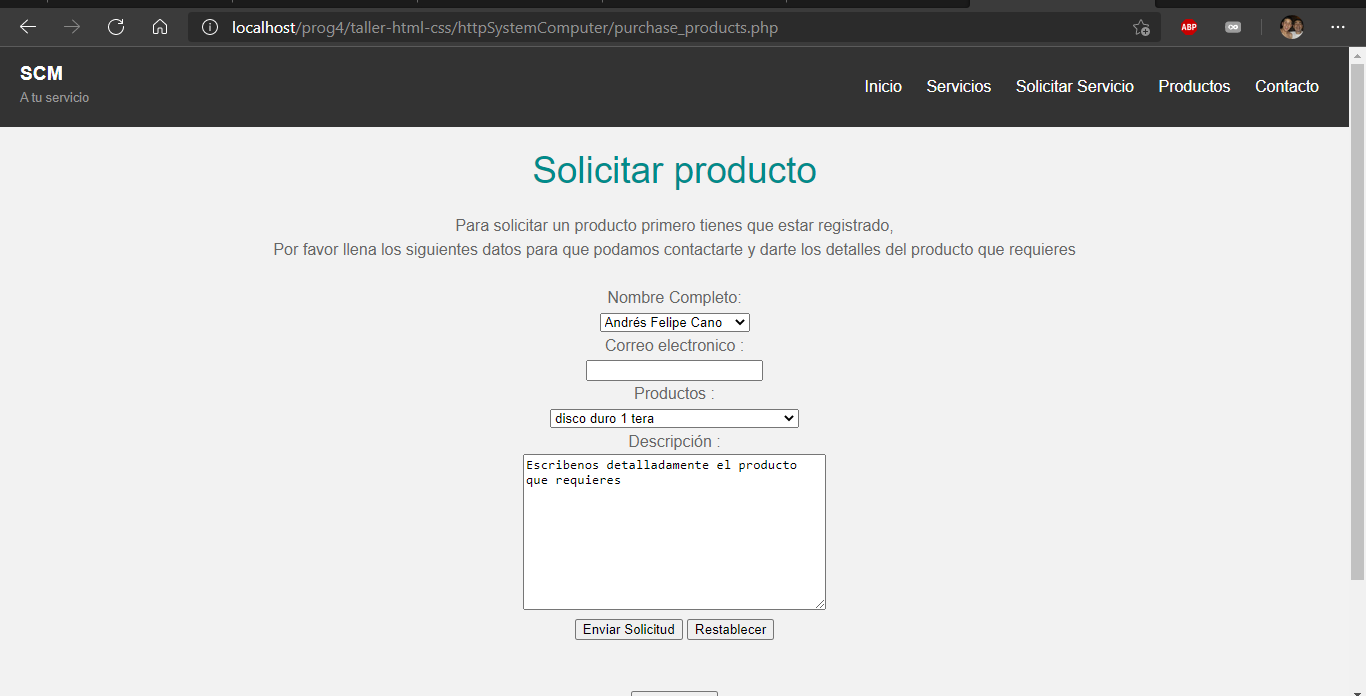 localhost/prog4/taller-html-css/httpSystemComputer/purchase_products.php
ABP
SCM
A tu servicio
Inicio Servicios Solicitar Servicio Productos Contacto
Solicitar producto
Para solicitar un producto primero tienes que estar registrado,
Por favor llena los siguientes datos para que podamos contactarte y darte los detalles del producto que requieres
Nombre Completo:
Andrés Felipe Cano
Correo electronico :
Productos :
disco duro 1 tera
Descripción :
Escribenos detalladamente el producto
que requieres
Enviar Solicitud Restablecer